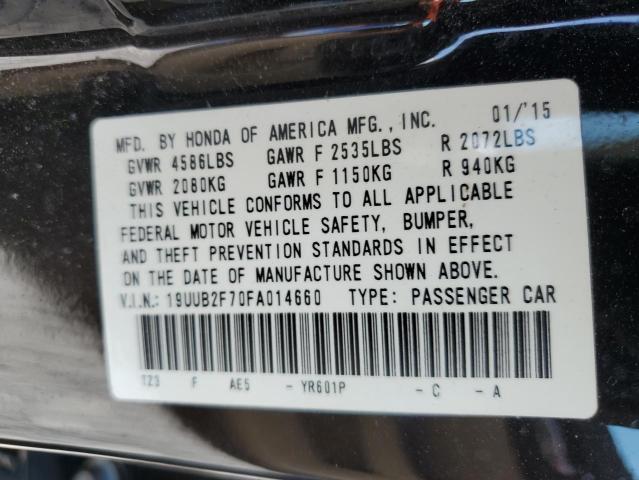 MFD. BY HONDA OF AMERICA MFG., INC. 01/'15
GVWR 4586LBS GAWR F 2535LBS R 2072LBS
GVWR 2080KG GAWR F 1150KG R 940KG
THIS VEHICLE CONFORMS TO ALL APPLICABLE
FEDERAL MOTOR VEHICLE SAFETY, BUMPER,
AND THEFT PREVENTION STANDARDS IN EFFECT
ON THE DATE OF MANUFACTURE SHOWN ABOVE.
V.I.N.: 19UUB2F70FA014660 TYPE: PASSENGER CAR
T23 F AE5 - YR601P - C - A